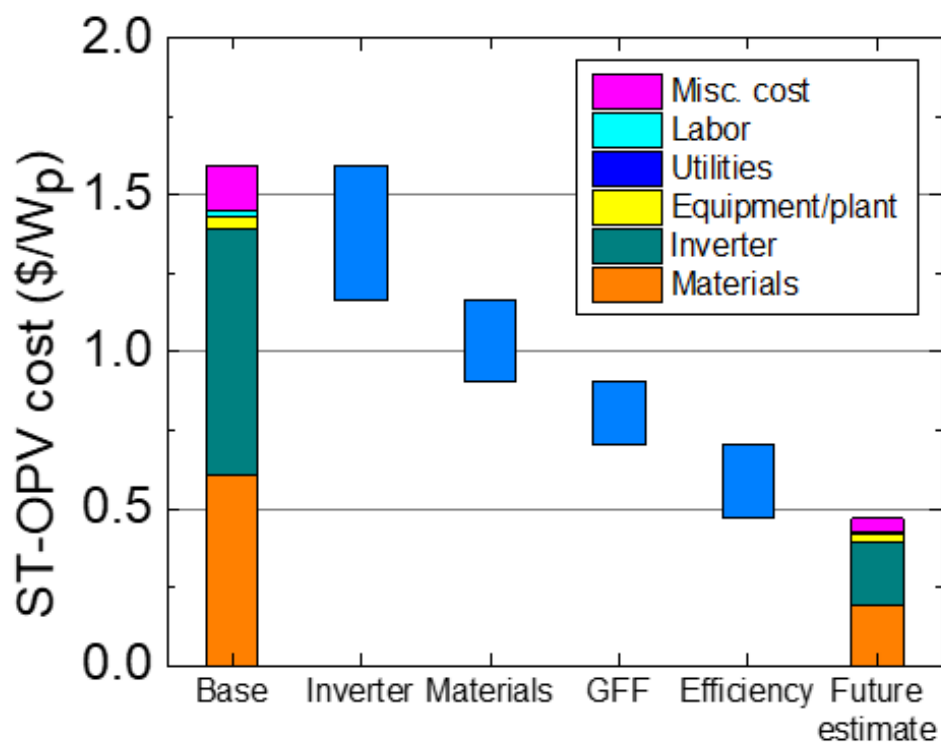 2.0
1.5
1.0
0.5
0.0
ST-OPV cost ($/Wp)
Misc. cost
Labor
Utilities
Equipment/plant
Inverter
Materials
Base Inverter Materials GFF Efficiency Future
estimate